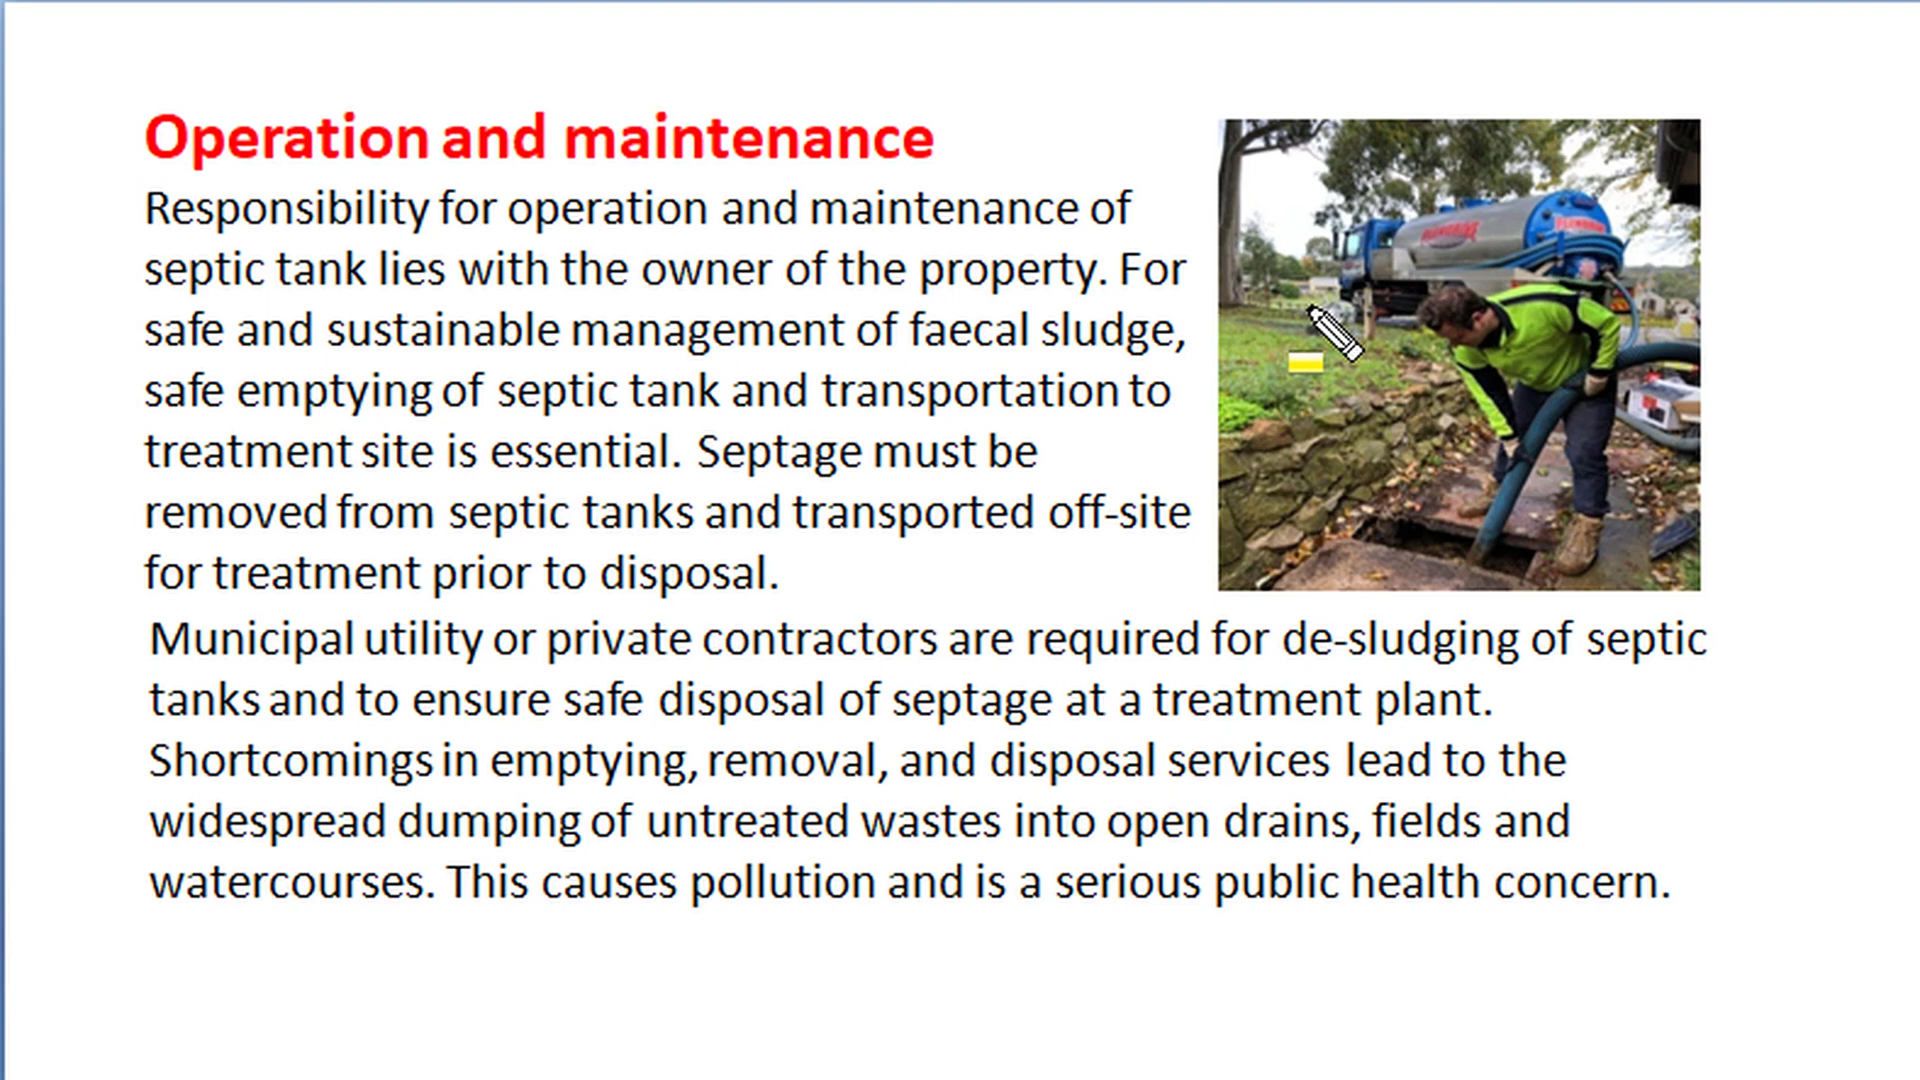 Operation and maintenance
Responsibility for operation and maintenance of
septic tank lies with the owner of the property. For
safe and sustainable management of faecal sludge,
safe emptying of septic tank and transportation to
treatment site is essential. Septage must be
removed from septic tanks and transported off-site
for treatment prior to disposal.
Municipal utility or private contractors are required for de-sludging of septic
tanks and to ensure safe disposal of septage at a treatment plant.
Shortcomings in emptying, removal, and disposal services lead to the
widespread dumping of untreated wastes into open drains, fields and
watercourses. This causes pollution and is a serious public health concern.